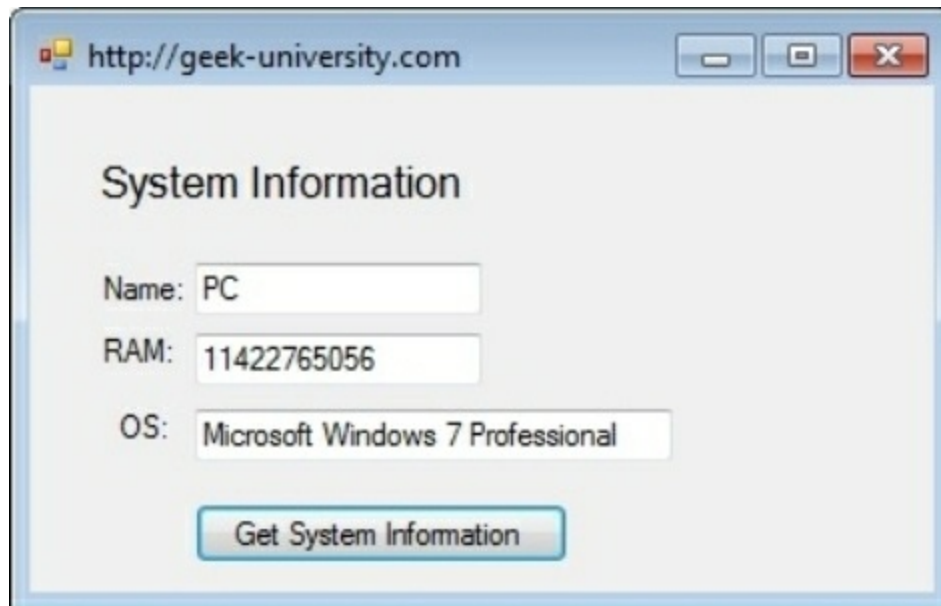 http://geek-university.com
System Information
Name: PC
RAM: 11422765056
OS: Microsoft Windows 7 Professional
Get System Information